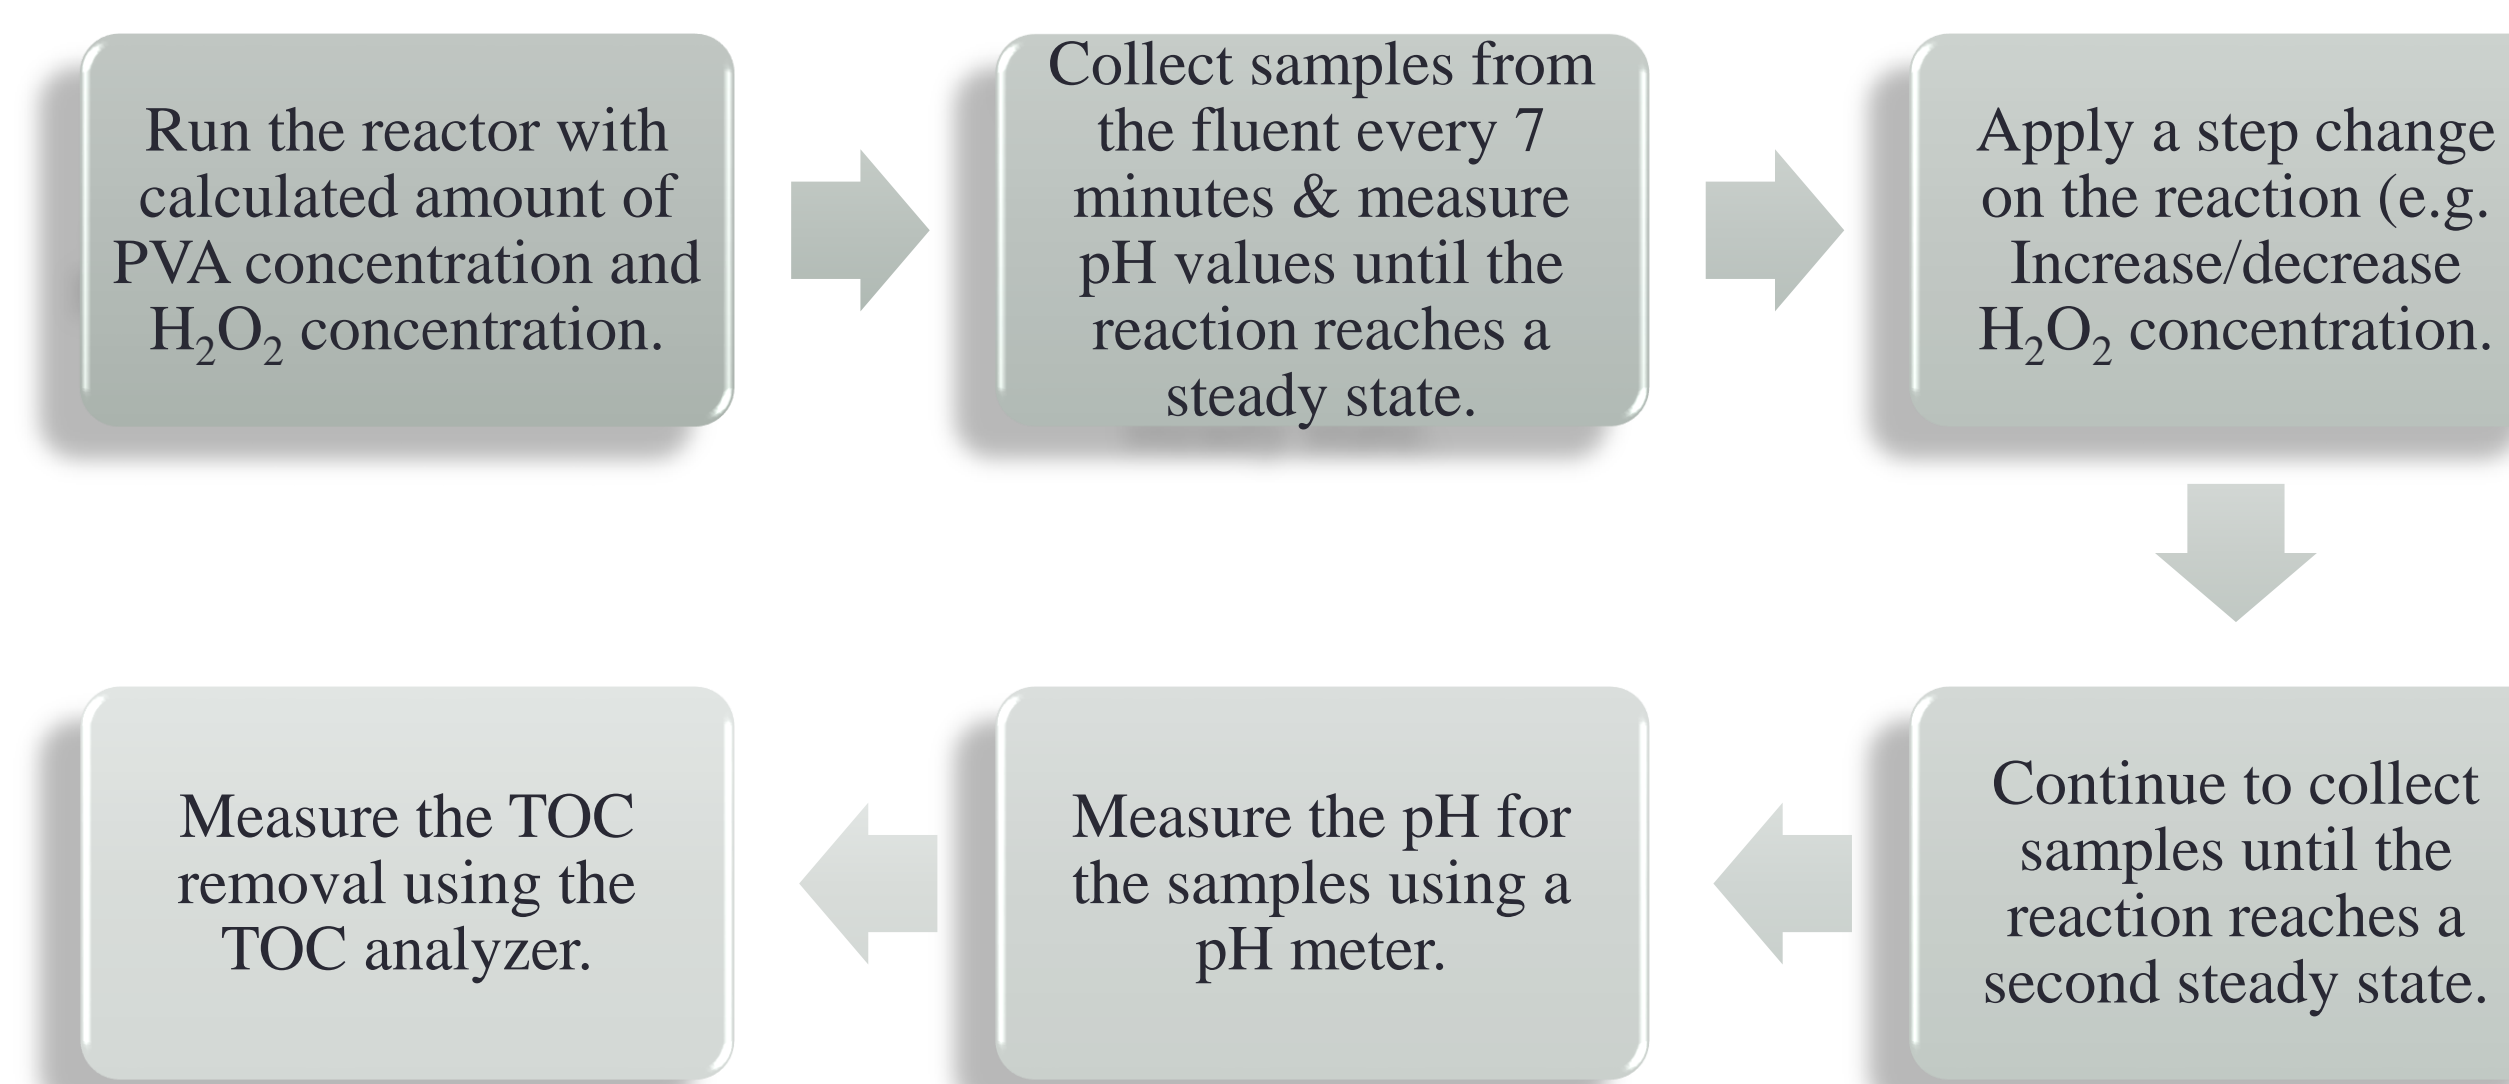 Run the reactor with
calculated amount of
PVA concentration and
H₂O₂ concentration.
Collect samples from
the fluent every 7
minutes & measure
pH values until the
reaction reaches a
steady state.
Apply a step change
on the reaction (e.g.
Increase/decrease
H₂O₂ concentration.
Continue to collect
samples until the
reaction reaches a
second steady state.
Measure the pH for
the samples using a
pH meter.
Measure the TOC
removal using the
TOC analyzer.